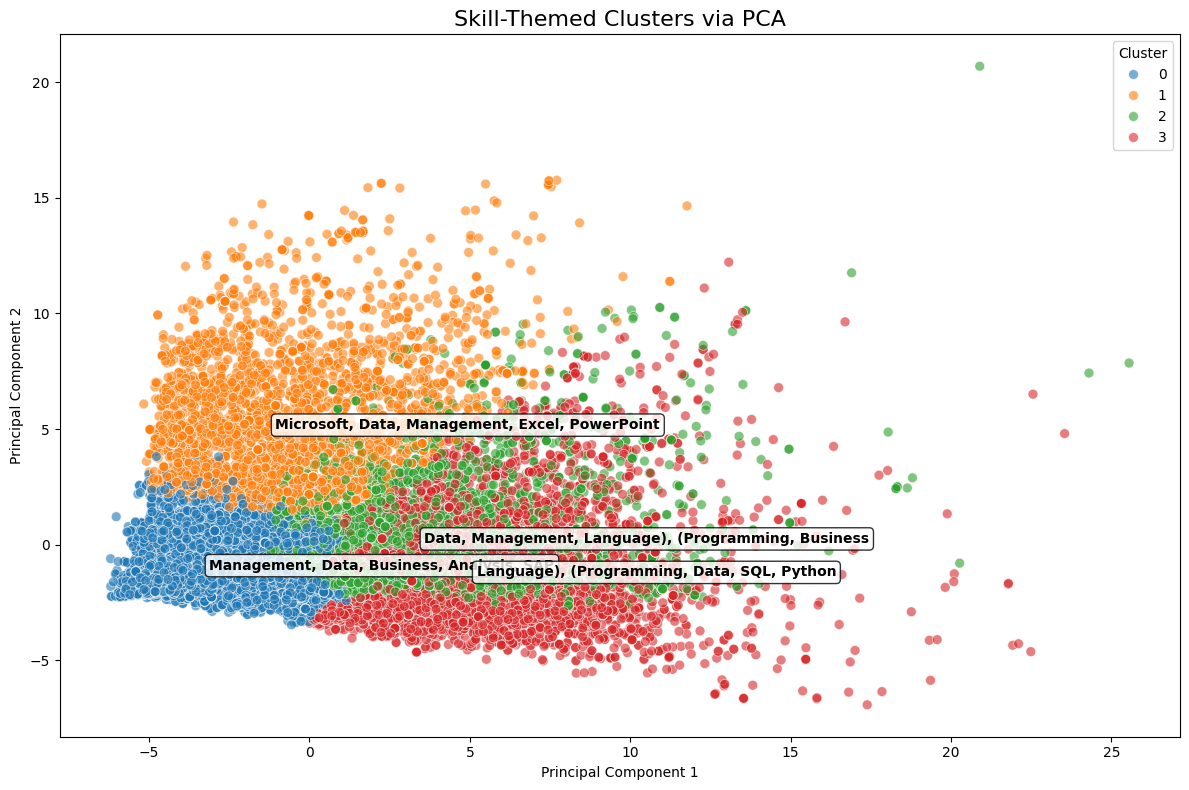 Skill-Themed Clusters via PCA
Cluster
0
1
2
3
20
15
10
5
0
−5
Principal Component 2
Microsoft, Data, Management, Excel, PowerPoint
Data, Management, Language), (Programming, Business
Management, Data, Business, Analysis, SAP
Language), (Programming, Data, SQL, Python
−5
0
5
10
15
20
25
Principal Component 1